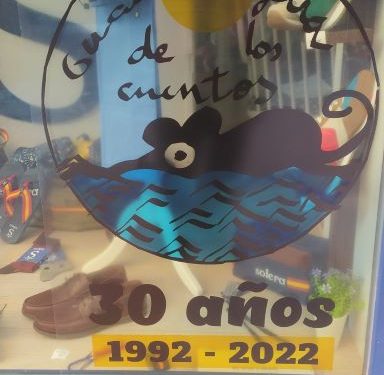 de los
cuentos
solera
30 años
1992 - 2022